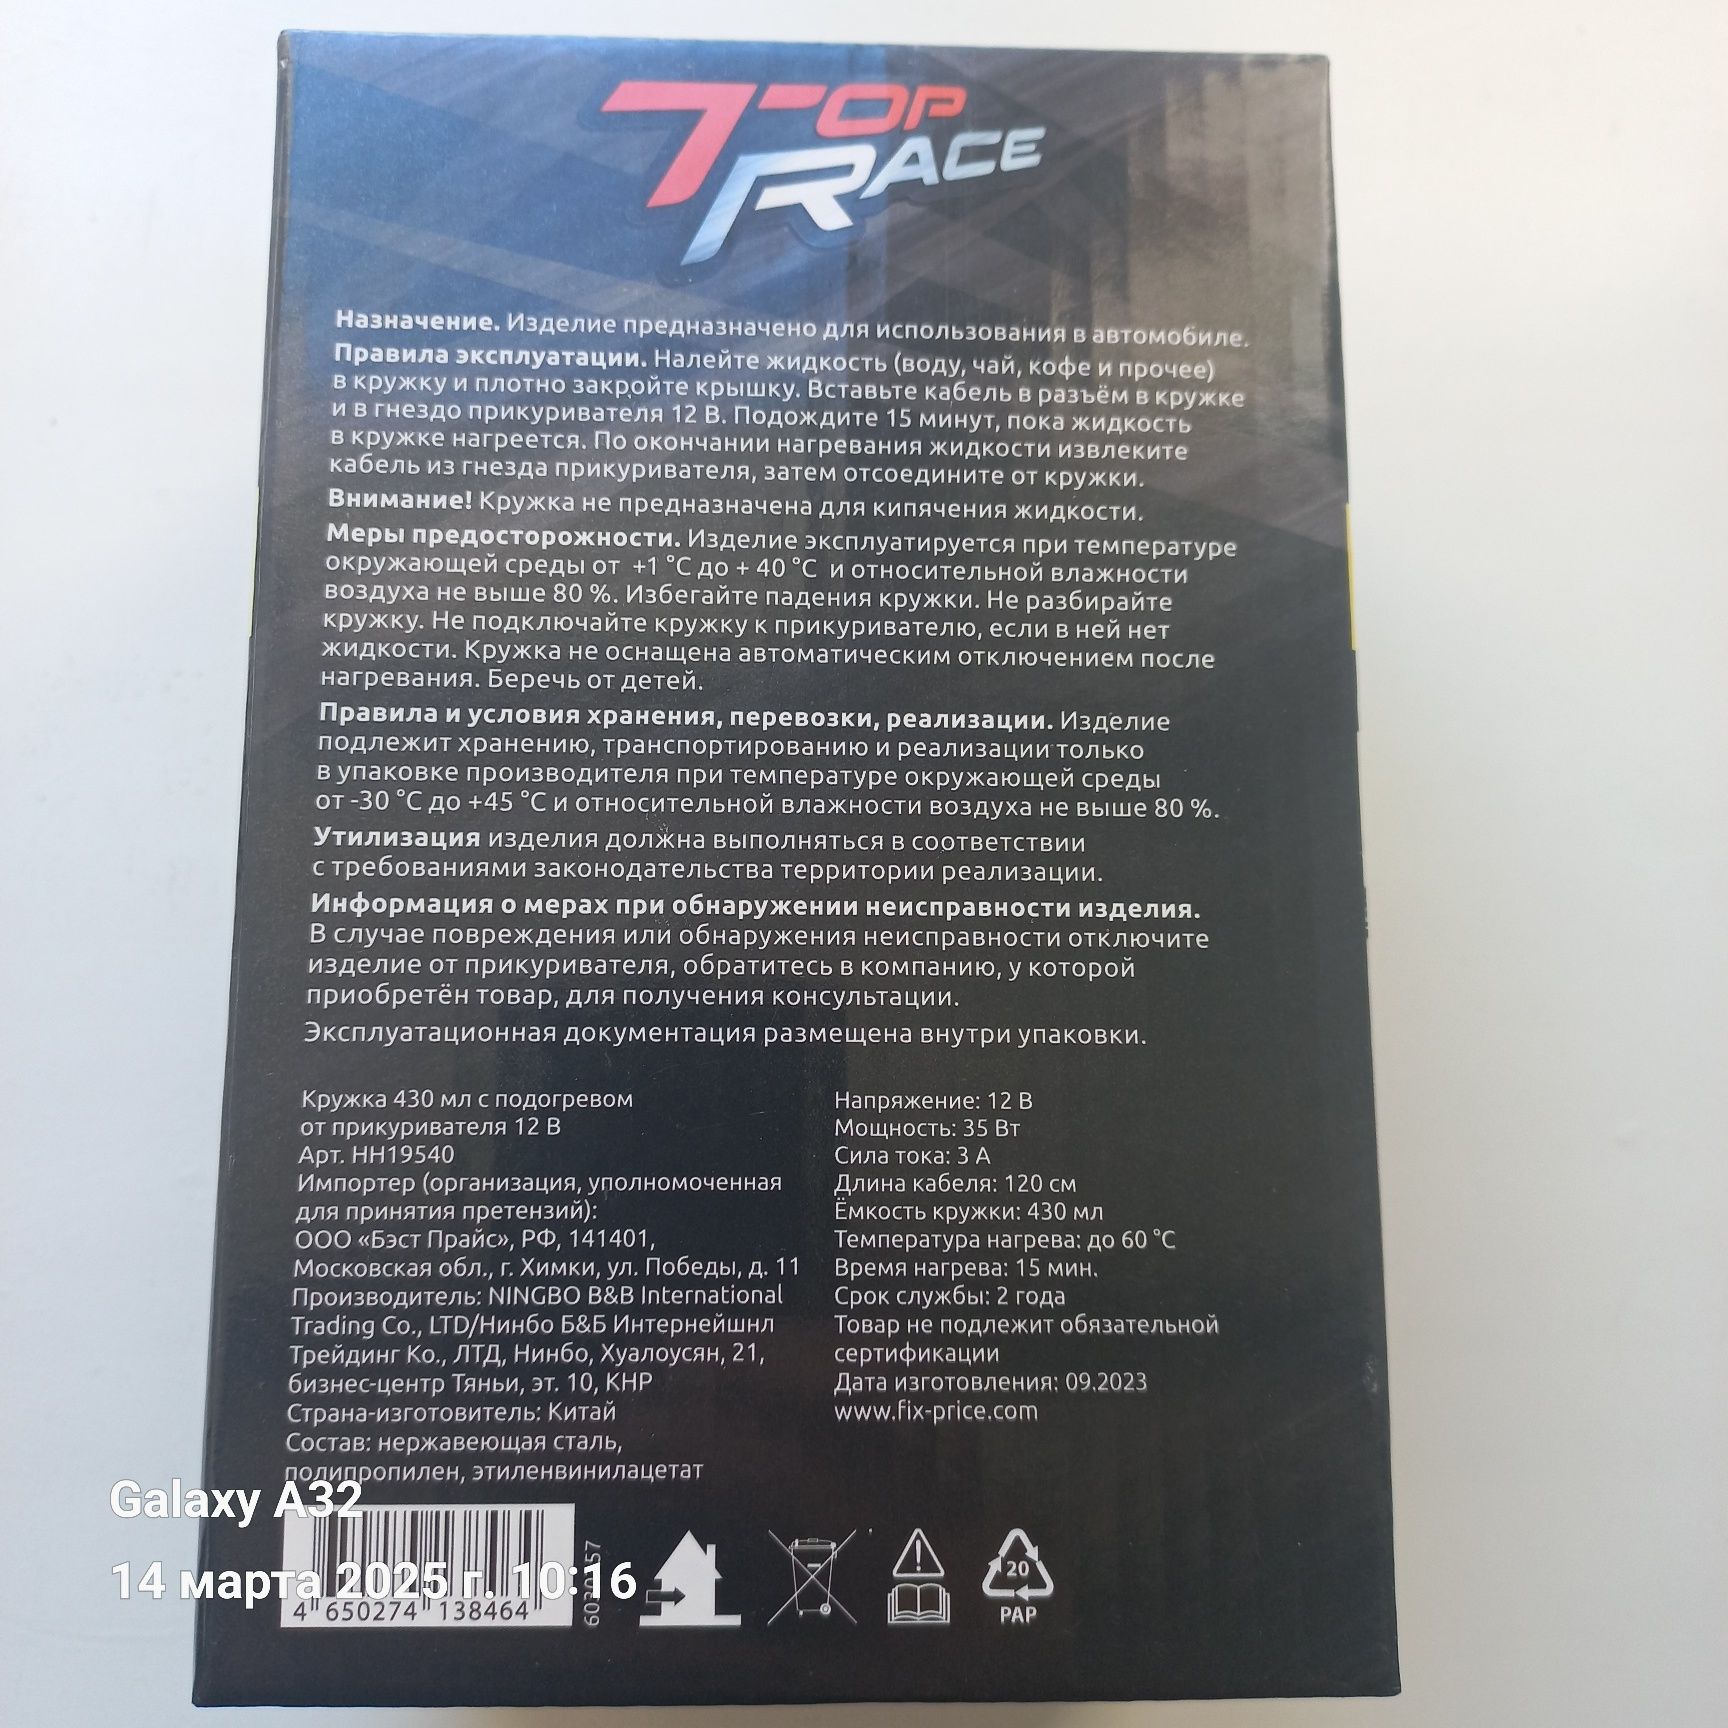 TOP
RACE
Назначение. Изделие предназначено для использования в автомобиле.
Правила эксплуатации. Налейте жидкость (воду, чай, кофе и прочее)
в кружку и плотно закройте крышку. Вставьте кабель в разъём в кружке
и в гнездо прикуривателя 12 В. Подождите 15 минут, пока жидкость
в кружке нагреется. По окончании нагревания жидкости извлеките
кабель из гнезда прикуривателя, затем отсоедините от кружки.
Внимание! Кружка не предназначена для кипячения жидкости.
Меры предосторожности. Изделие эксплуатируется при температуре
окружающей среды от +1 °C до + 40 °C и относительной влажности
воздуха не выше 80 %. Избегайте падения кружки. Не разбирайте
кружку. Не подключайте кружку к прикуривателю, если в ней нет
жидкости. Кружка не оснащена автоматическим отключением после
нагревания. Беречь от детей.
Правила и условия хранения, перевозки, реализации. Изделие
подлежит хранению, транспортированию и реализации только
в упаковке производителя при температуре окружающей среды
от -30 °C до +45 °C и относительной влажности воздуха не выше 80 %.
Утилизация изделия должна выполняться в соответствии
с требованиями законодательства территории реализации.
Информация о мерах при обнаружении неисправности изделия.
В случае повреждения или обнаружения неисправности отключите
изделие от прикуривателя, обратитесь в компанию, у которой
приобретён товар, для получения консультации.
Эксплуатационная документация размещена внутри упаковки.
Кружка 430 мл с подогревом
от прикуривателя 12 В
Арт. HH19540
Импортер (организация, уполномоченная
для принятия претензий):
ООО «Бэст Прайс», РФ, 141401,
Московская обл., г. Химки, ул. Победы, д. 11
Производитель: NINGBO B&B International
Trading Co., LTD/Нинбо Б&Б Интернейшнл
Трейдинг Ко., ЛТД, Нинбо, Хуалоусян, 21,
бизнес-центр Тяньи, эт. 10, КНР
Страна-изготовитель: Китай
Состав: нержавеющая сталь,
полипропилен, этиленвинилацетат
Напряжение: 12 В
Мощность: 35 Вт
Сила тока: 3 А
Длина кабеля: 120 см
Ёмкость кружки: 430 мл
Температура нагрева: до 60 °C
Время нагрева: 15 мин.
Срок службы: 2 года
Товар не подлежит обязательной
сертификации
Дата изготовления: 09.2023
www.fix-price.com
Galaxy A32
14 марта 2025 г. 10:16
4 650274 138464
20
PAP